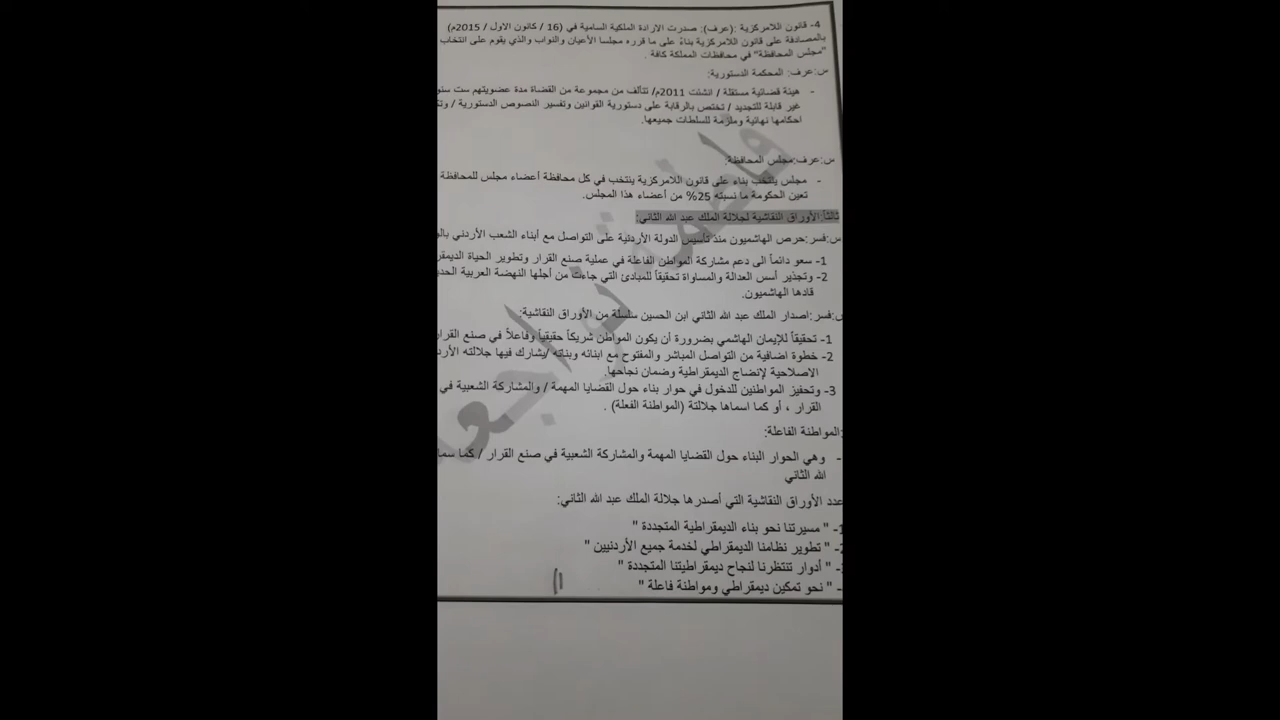 4- قانون اللامركزية :(عرف): صدرت الارادة الملكية السامية في (16 / كانون الاول / 2015م)
بالمصادقة على قانون اللامركزية بناءً على ما قرره مجلسا الأعيان والنواب والذي يقوم على انتخاب
"مجلس المحافظة" في محافظات المملكة كافة .
س:عرف: المحكمة الدستورية:
- هيئة قضائية مستقلة / انشئت 2011م/ تتألف من مجموعة من القضاة مدة عضويتهم ست
غير قابلة للتجديد / تختص بالرقابة على دستورية القوانين وتفسير النصوص الدستورية /
احكامها نهائية وملزمة للسلطات جميعها.
س:عرف:مجلس المحافظة:
- مجلس ينتخب بناء على قانون اللامركزية ينتخب في كل محافظة أعضاء مجلس للمحافظة
تعين الحكومة ما نسبته 25% من أعضاء هذا المجلس.
ثالثاً:الأوراق النقاشية لجلالة الملك عبد الله الثاني:
س:فسر:حرص الهاشميون منذ تأسيس الدولة الأردنية على التواصل مع أبناء الشعب الأردني
1- سعو دائماً الى دعم مشاركة المواطن الفاعلة في عملية صنع القرار وتطوير الحياة
2- وتجذير أسس العدالة والمساواة تحقيقاً للمبادئ التي جاءت من أجلها النهضة العربية
قادها الهاشميون.
س:فسر:اصدار الملك عبد الله الثاني ابن الحسين سلسلة من الأوراق النقاشية:
1- تحقيقاً للإيمان الهاشمي بضرورة أن يكون المواطن شريكاً حقيقياً وفاعلاً في صنع القرار
2- خطوة اضافية من التواصل المباشر والمفتوح مع ابنائه وبناته /يشارك فيها جلالته
الاصلاحية لإنضاج الديمقراطية وضمان نجاحها.
3- وتحفيز المواطنين للدخول في حوار بناء حول القضايا المهمة / والمشاركة الشعبية في
القرار ، أو كما اسماها جلالتة (المواطنة الفعلة) .
:المواطنة الفاعلة:
- وهي الحوار البناء حول القضايا المهمة والمشاركة الشعبية في صنع القرار / كما
الله الثاني
عدد الأوراق النقاشية التي أصدرها جلالة الملك عبد الله الثاني:
1- " مسيرتنا نحو بناء الديمقراطية المتجددة "
2- " تطوير نظامنا الديمقراطي لخدمة جميع الأردنيين "
- " أدوار تنتظرنا لنجاح ديمقراطيتنا المتجددة "
- " نحو تمكين ديمقراطي ومواطنة فاعلة "